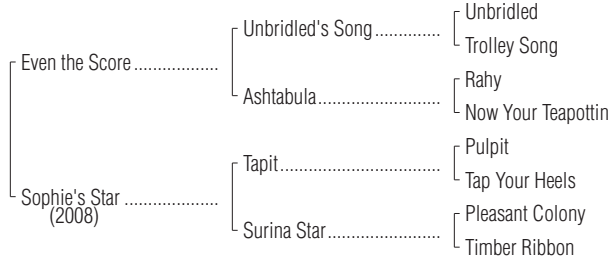 Unbridled
Unbridled's Song
Trolley Song
Even the Score
Rahy
Ashtabula
Now Your Teapottin
Pulpit
Tapit
Tap Your Heels
Sophie's Star
(2008)
Pleasant Colony
Surina Star
Timber Ribbon